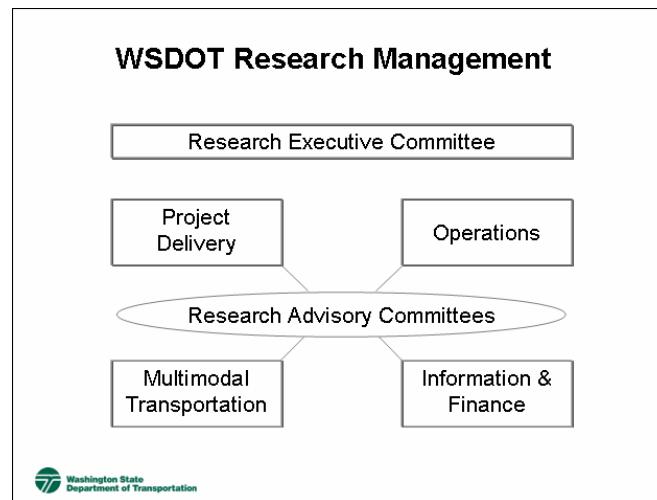 WSDOT Research Management
Research Executive Committee
Project
Delivery
Operations
Research Advisory Committees
Multimodal
Transportation
Information &
Finance
Washington State
Department of Transportation